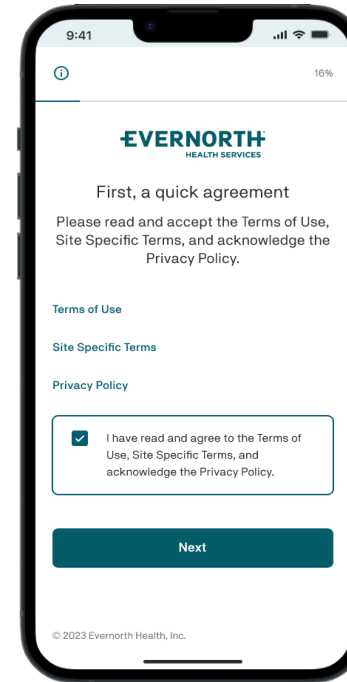 9:41
16%
EVERNORTH
HEALTH SERVICES
First, a quick agreement
Please read and accept the Terms of Use,
Site Specific Terms, and acknowledge the
Privacy Policy.
Terms of Use
Site Specific Terms
Privacy Policy
I have read and agree to the Terms of
Use, Site Specific Terms, and
acknowledge the Privacy Policy.
Next
© 2023 Evernorth Health, Inc.